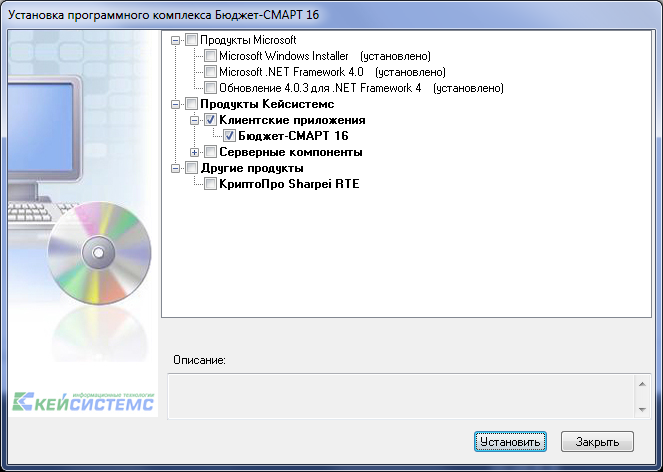 Установка программного комплекса Бюджет-СМАРТ 16
Продукты Microsoft
Microsoft Windows Installer (установлено)
Microsoft .NET Framework 4.0 (установлено)
Обновление 4.0.3 для .NET Framework 4 (установлено)
Продукты Кейсистемс
Клиентские приложения
Бюджет-СМАРТ 16
Серверные компоненты
Другие продукты
КриптоПро Sharpei RTE
Описание:
информационные технологии
КЕЙСИСТЕМС
Установить
Закрыть